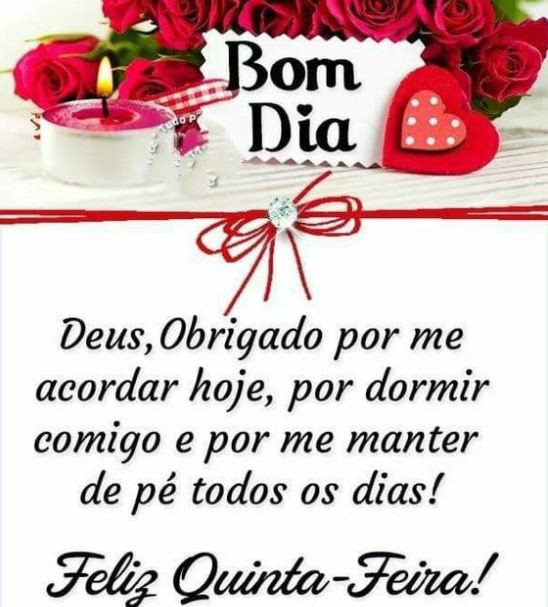 Bom
Dia
Deus,Obrigado por me
acordar hoje, por dormir
comigo e por me manter
de pé todos os dias!
Feliz Quinta-Feira!